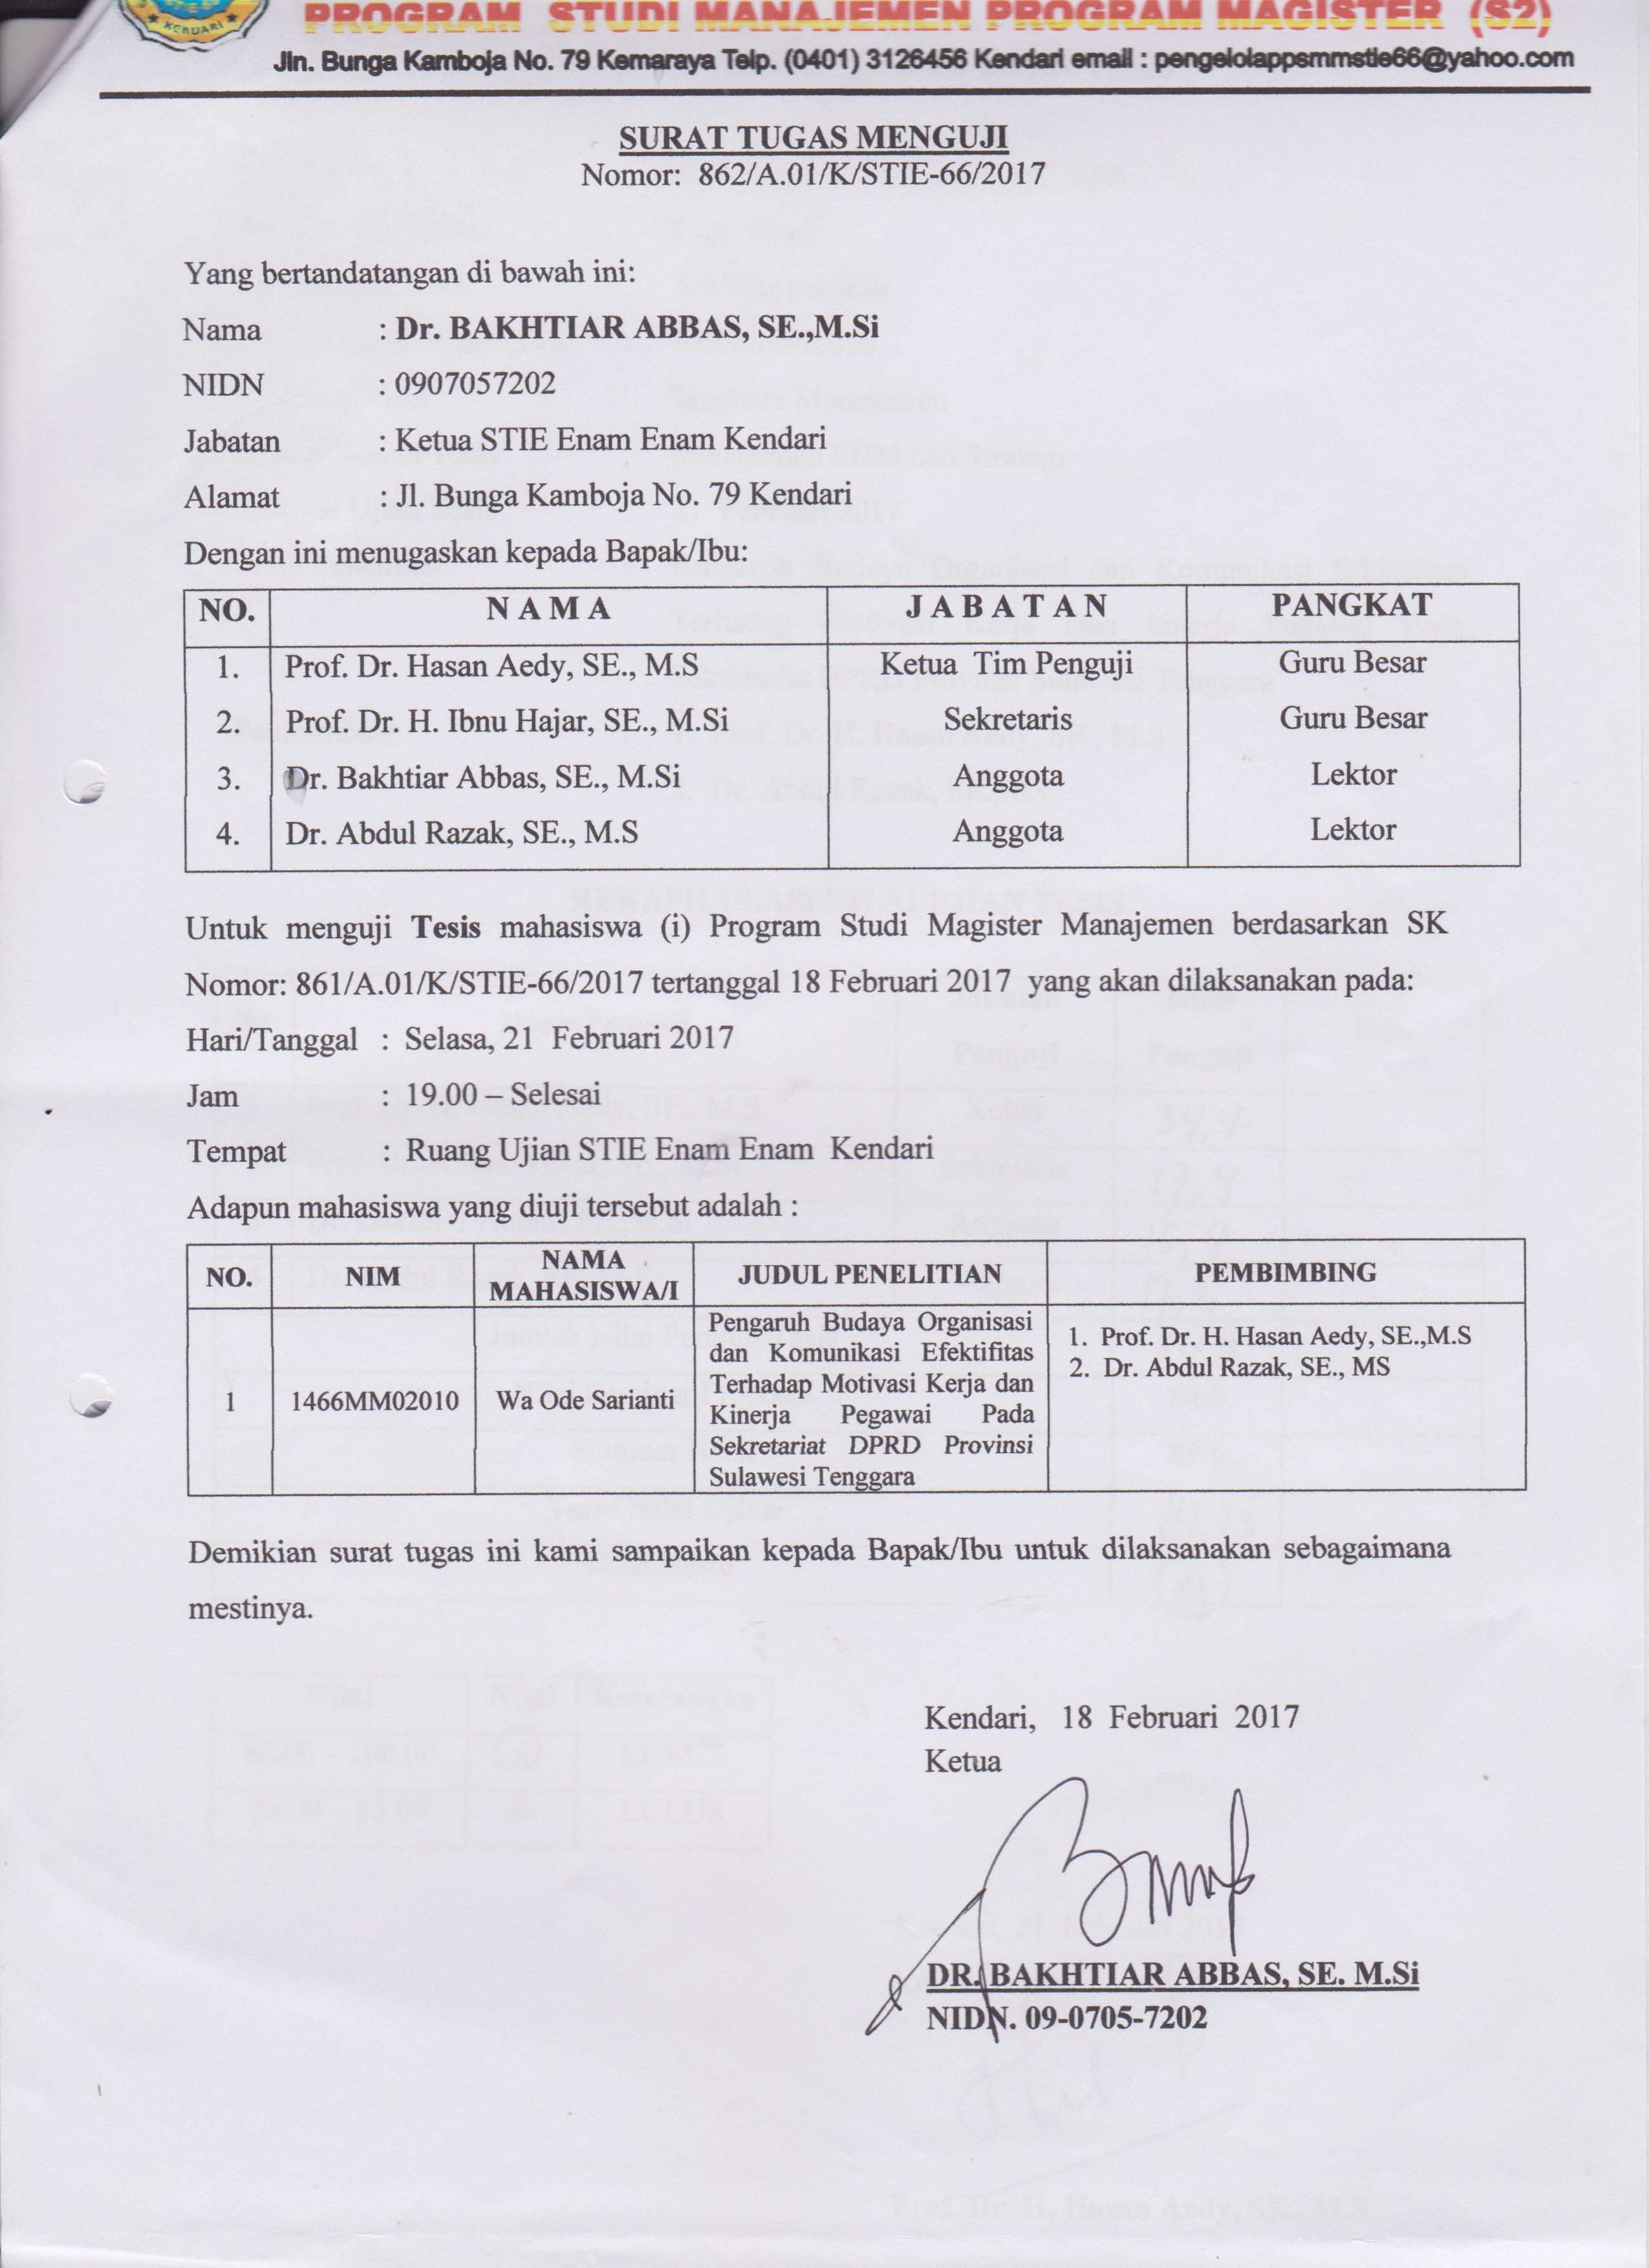 KENDARI
PROGRAM STUDI MANAJEMEN PROGRAM MAGISTER (S2)
Jln. Bunga Kamboja No. 79 Kemaraya Telp. (0401) 3126456 Kendari email : pengelolappsmmstie66@yahoo.com
SURAT TUGAS MENGUJI
Nomor: 862/A.01/K/STIE-66/2017
Yang bertandatangan di bawah ini:
Nama : Dr. BAKHTIAR ABBAS, SE.,M.Si
NIDN : 0907057202
Jabatan : Ketua STIE Enam Enam Kendari
Alamat : Jl. Bunga Kamboja No. 79 Kendari
Dengan ini menugaskan kepada Bapak/Ibu:
NO. N A M A J A B A T A N PANGKAT
1. Prof. Dr. Hasan Aedy, SE., M.S Ketua Tim Penguji Guru Besar
2. Prof. Dr. H. Ibnu Hajar, SE., M.Si Sekretaris Guru Besar
3. Dr. Bakhtiar Abbas, SE., M.Si Anggota Lektor
4. Dr. Abdul Razak, SE., M.S Anggota Lektor
Untuk menguji Tesis mahasiswa (i) Program Studi Magister Manajemen berdasarkan SK
Nomor: 861/A.01/K/STIE-66/2017 tertanggal 18 Februari 2017 yang akan dilaksanakan pada:
Hari/Tanggal : Selasa, 21 Februari 2017
Jam : 19.00 – Selesai
Tempat : Ruang Ujian STIE Enam Enam Kendari
Adapun mahasiswa yang diuji tersebut adalah :
NO. NIM NAMA MAHASISWA/I JUDUL PENELITIAN PEMBIMBING
1 1466MM02010 Wa Ode Sarianti
Pengaruh Budaya Organisasi
dan Komunikasi Efektifitas
Terhadap Motivasi Kerja dan
Kinerja Pegawai Pada
Sekretariat DPRD Provinsi
Sulawesi Tenggara
1. Prof. Dr. H. Hasan Aedy, SE.,M.S
2. Dr. Abdul Razak, SE., MS
Demikian surat tugas ini kami sampaikan kepada Bapak/Ibu untuk dilaksanakan sebagaimana
mestinya.
Kendari, 18 Februari 2017
Ketua
DR. BAKHTIAR ABBAS, SE. M.Si
NIDN. 09-0705-7202